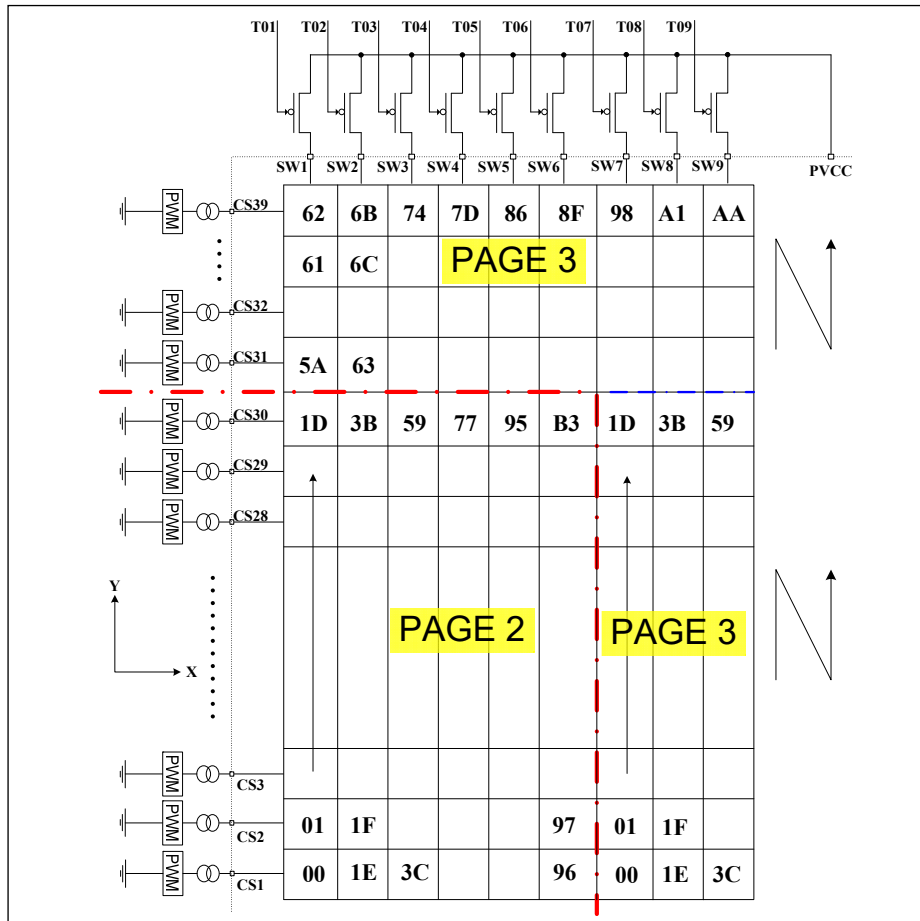 T01 T02 T03 T04 T05 T06 T07 T08 T09
SW1 SW2 SW3 SW4 SW5 SW6 SW7 SW8 SW9 PVCC
PWM CS39 62 6B 74 7D 86 8F 98 A1 AA
61 6C PAGE 3
PWM CS32
PWM CS31 5A 63
PWM CS30 1D 3B 59 77 95 B3 1D 3B 59
PWM CS29
PWM CS28
Y
PAGE 2 PAGE 3
X
PWM CS3
PWM CS2 01 1F 97 01 1F
PWM CS1 00 1E 3C 96 00 1E 3C